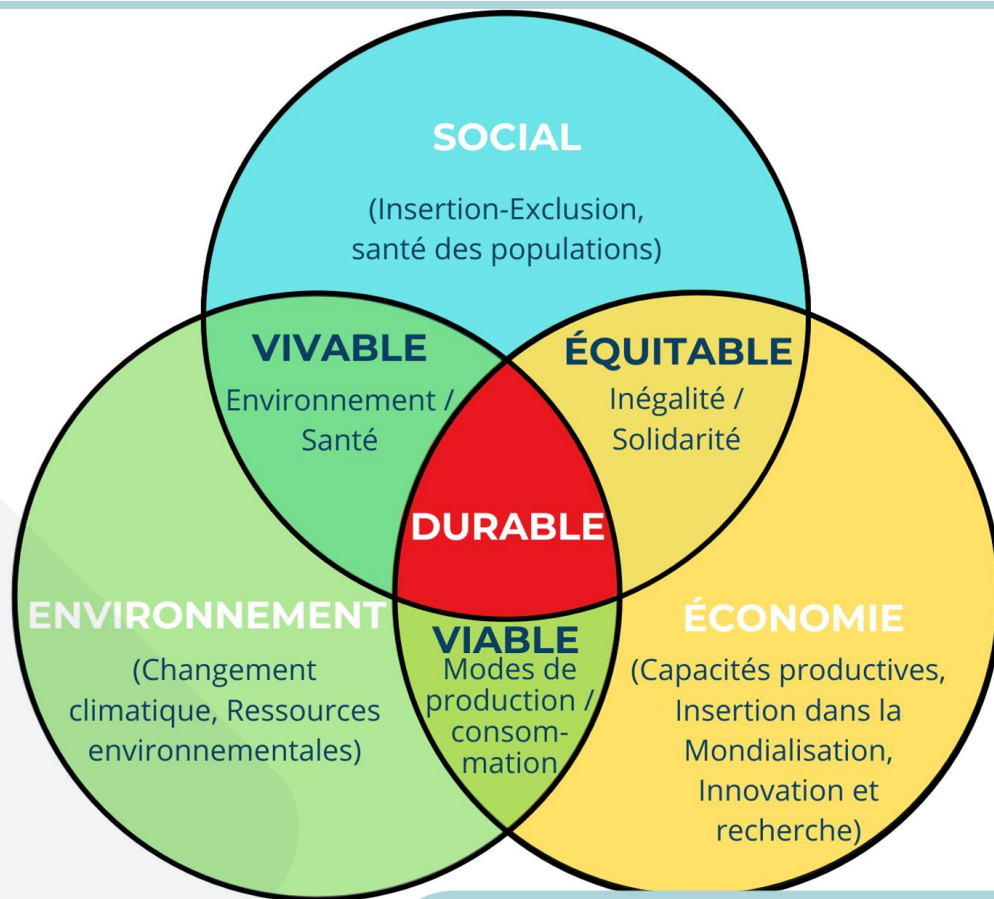 SOCIAL
(Insertion-Exclusion,
santé des populations)
VIVABLE
Environnement /
Santé
ÉQUITABLE
Inégalité /
Solidarité
DURABLE
ENVIRONNEMENT
(Changement
climatique, Ressources
environnementales)
VIABLE
Modes de
production /
consom-
mation
ÉCONOMIE
(Capacités productives,
Insertion dans la
Mondialisation,
Innovation et
recherche)